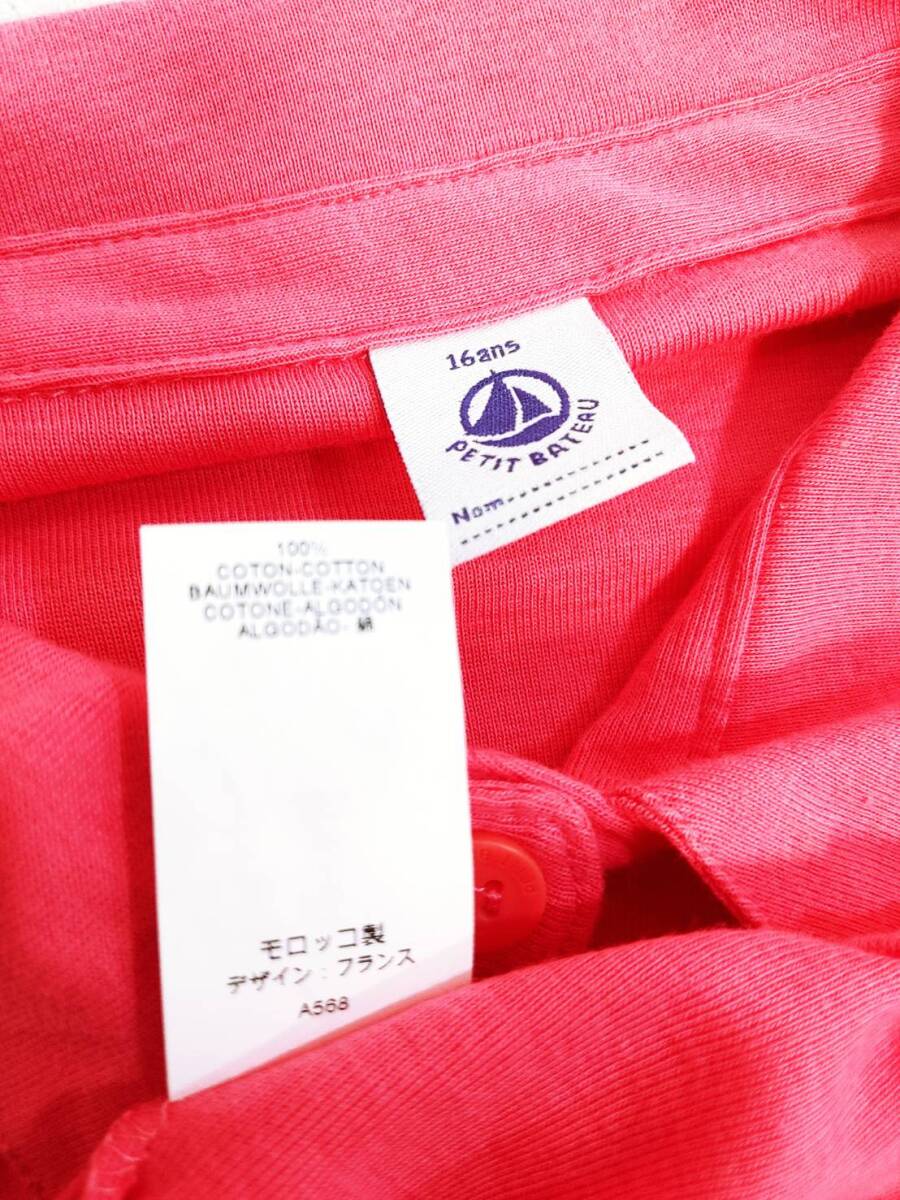 16ans
PETIT BATEAU
Nom
100%
COTON-COTTON
BAUMWOLLE-KATOEN
COTONE-ALGODÓN
ALGODÃO- 綿
モロッコ製
デザイン：フランス
A568